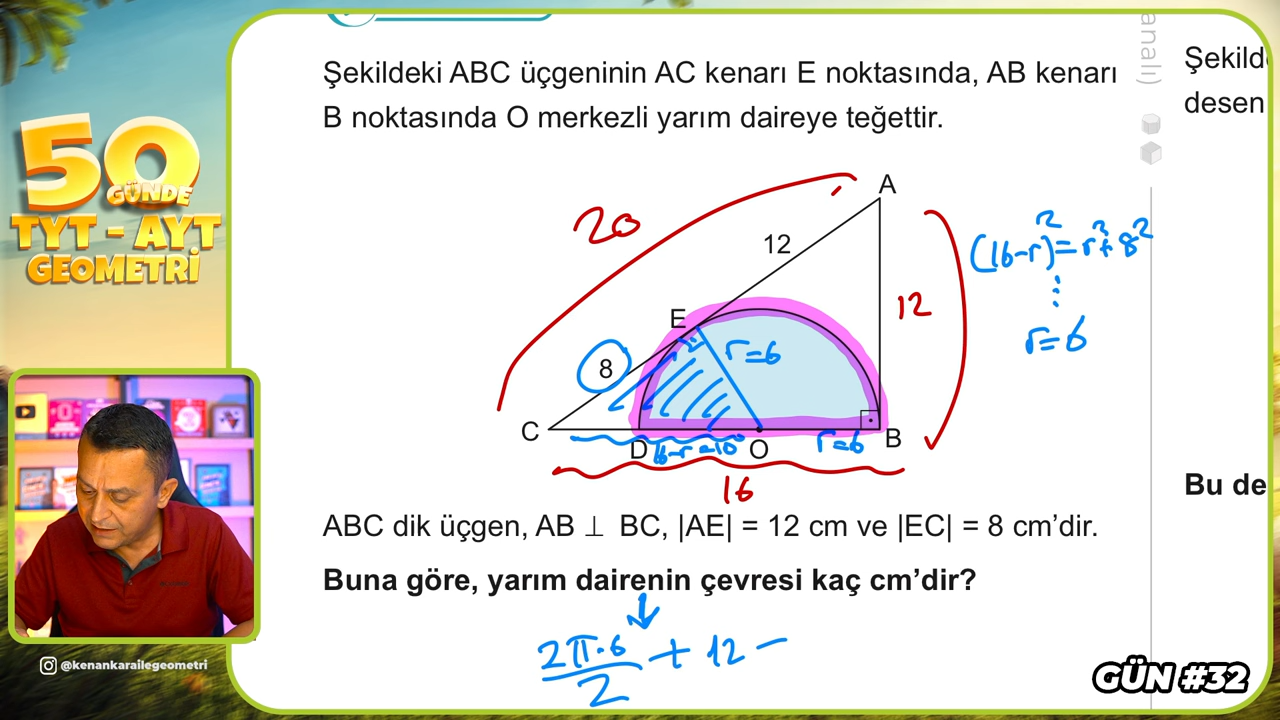 50
GÜNDE
TYT - AYT
GEOMETRİ
Şekildeki ABC üçgeninin AC kenarı E noktasında, AB kenarı
B noktasında O merkezli yarım daireye teğettir.
A
20
12
(16-r)²=r²+8²
E
12
r=6
8
r=6
C
D
16-r=10
O
r=6
B
16
ABC dik üçgen, AB ⊥ BC, |AE| = 12 cm ve |EC| = 8 cm’dir.
Buna göre, yarım dairenin çevresi kaç cm’dir?
2π·6/2 + 12
analı)
Şekild
desen
Bu de
@kenankarailegeometri
GÜN #32